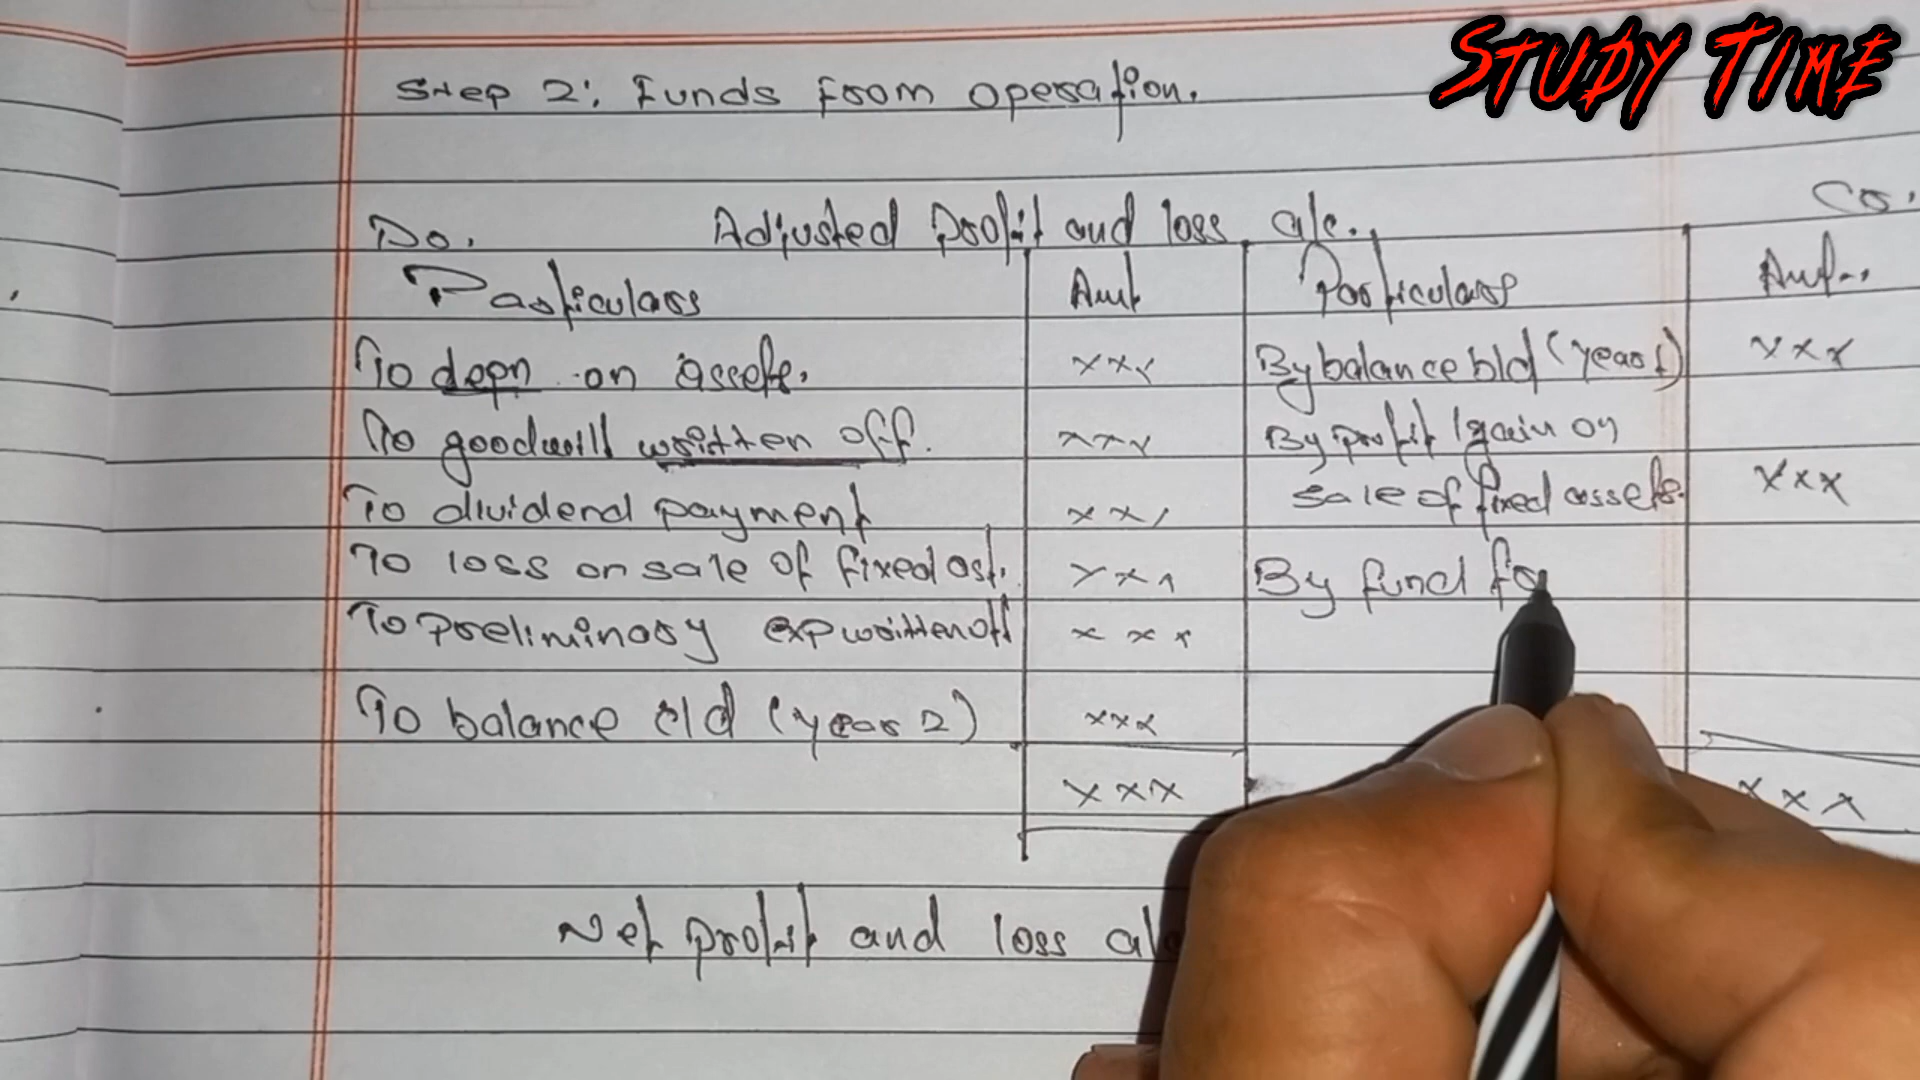 STUDY TIME
Step 2: Funds from operation.
Dr. Adjusted Profit and loss a/c. Cr.
Particulars Amt Particulars Amt..
To depn on assets. xxx By balance b/d (year 1) xxx
To goodwill written off. xxx By profit/gain on
To dividend payment xxx sale of fixed assets. xxx
To loss on sale of fixed ast. xxx By fund
To preliminary exp written off xxx
To balance c/d (year 2) xxx
xxx xxx
Net profit and loss